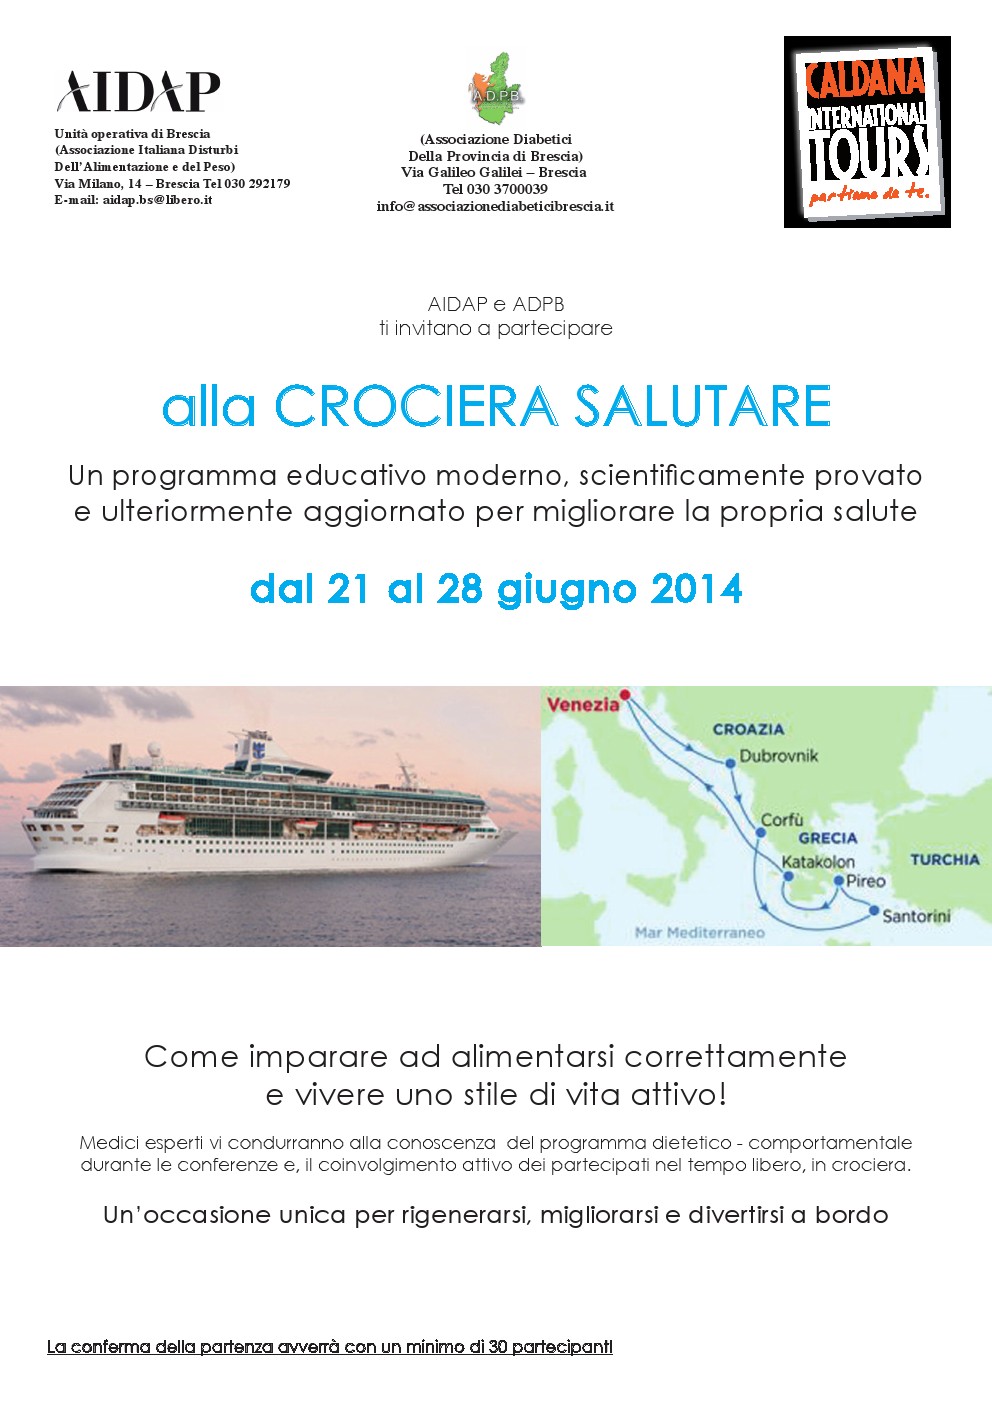 AIDAP
Unità operativa di Brescia
(Associazione Italiana Disturbi
Dell'Alimentazione e del Peso)
Via Milano, 14 – Brescia Tel 030 292179
E-mail: aidap.bs@libero.it
A.D.P.B
(Associazione Diabetici
Della Provincia di Brescia)
Via Galileo Galilei – Brescia
Tel 030 3700039
info@associazionediabeticibrescia.it
CALDANA
INTERNATIONAL
TOURS
partiamo da te.
AIDAP e ADPB
ti invitano a partecipare
alla CROCIERA SALUTARE
Un programma educativo moderno, scientificamente provato
e ulteriormente aggiornato per migliorare la propria salute
dal 21 al 28 giugno 2014
Venezia
CROAZIA
Dubrovnik
Corfù
GRECIA
Katakolon
TURCHIA
Pireo
Santorini
Mar Mediterraneo
Come imparare ad alimentarsi correttamente
e vivere uno stile di vita attivo!
Medici esperti vi condurranno alla conoscenza  del programma dietetico - comportamentale
durante le conferenze e, il coinvolgimento attivo dei partecipati nel tempo libero, in crociera.
Un'occasione unica per rigenerarsi, migliorarsi e divertirsi a bordo
La conferma della partenza avverrà con un mínimo di 30 partecipanti